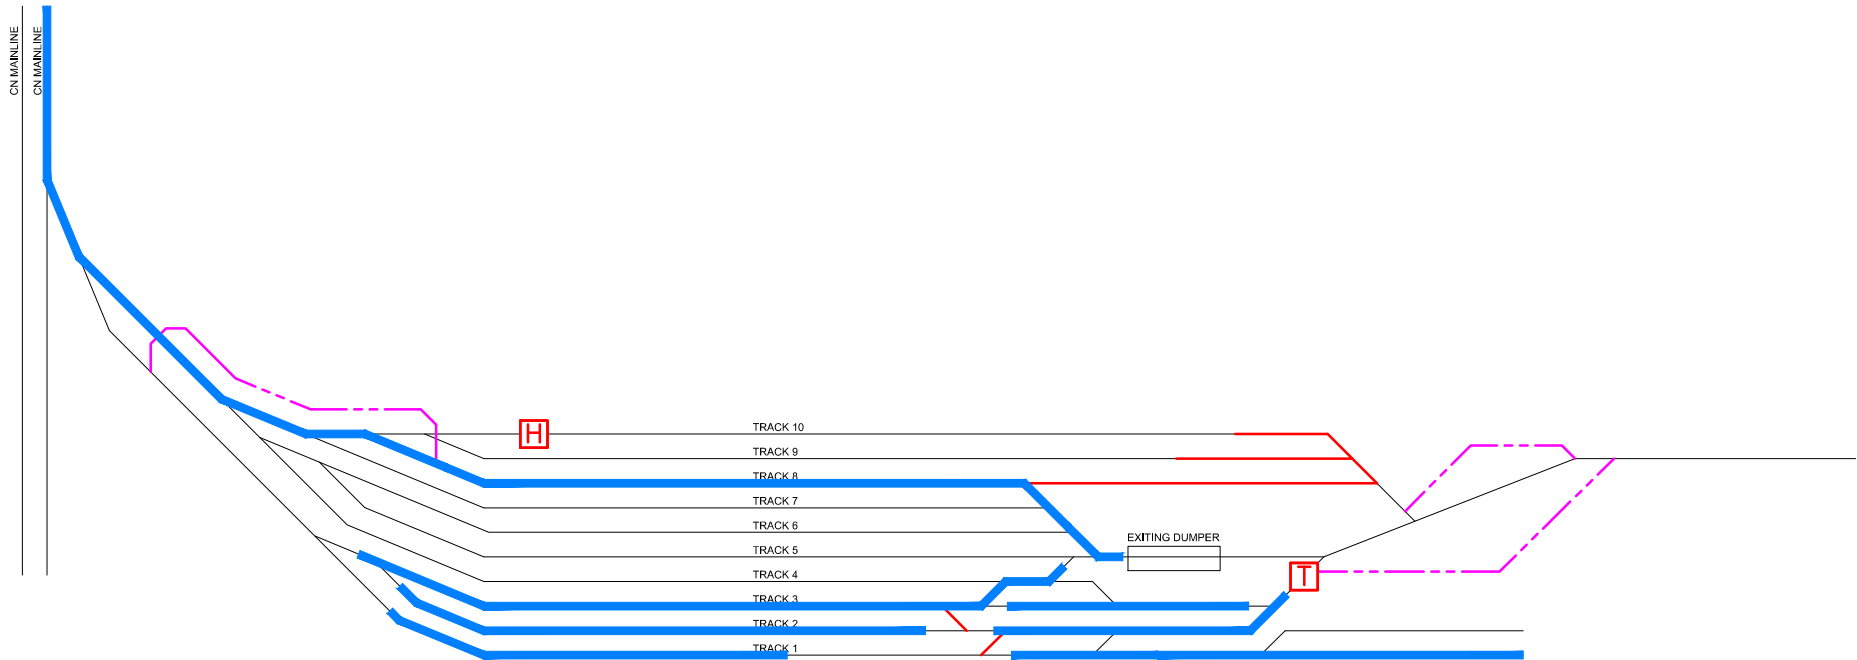 CN MAINLINE
CN MAINLINE
TRACK 10
H
TRACK 9
TRACK 8
TRACK 7
TRACK 6
EXITING DUMPER
TRACK 5
TRACK 4
T
TRACK 3
TRACK 2
TRACK 1